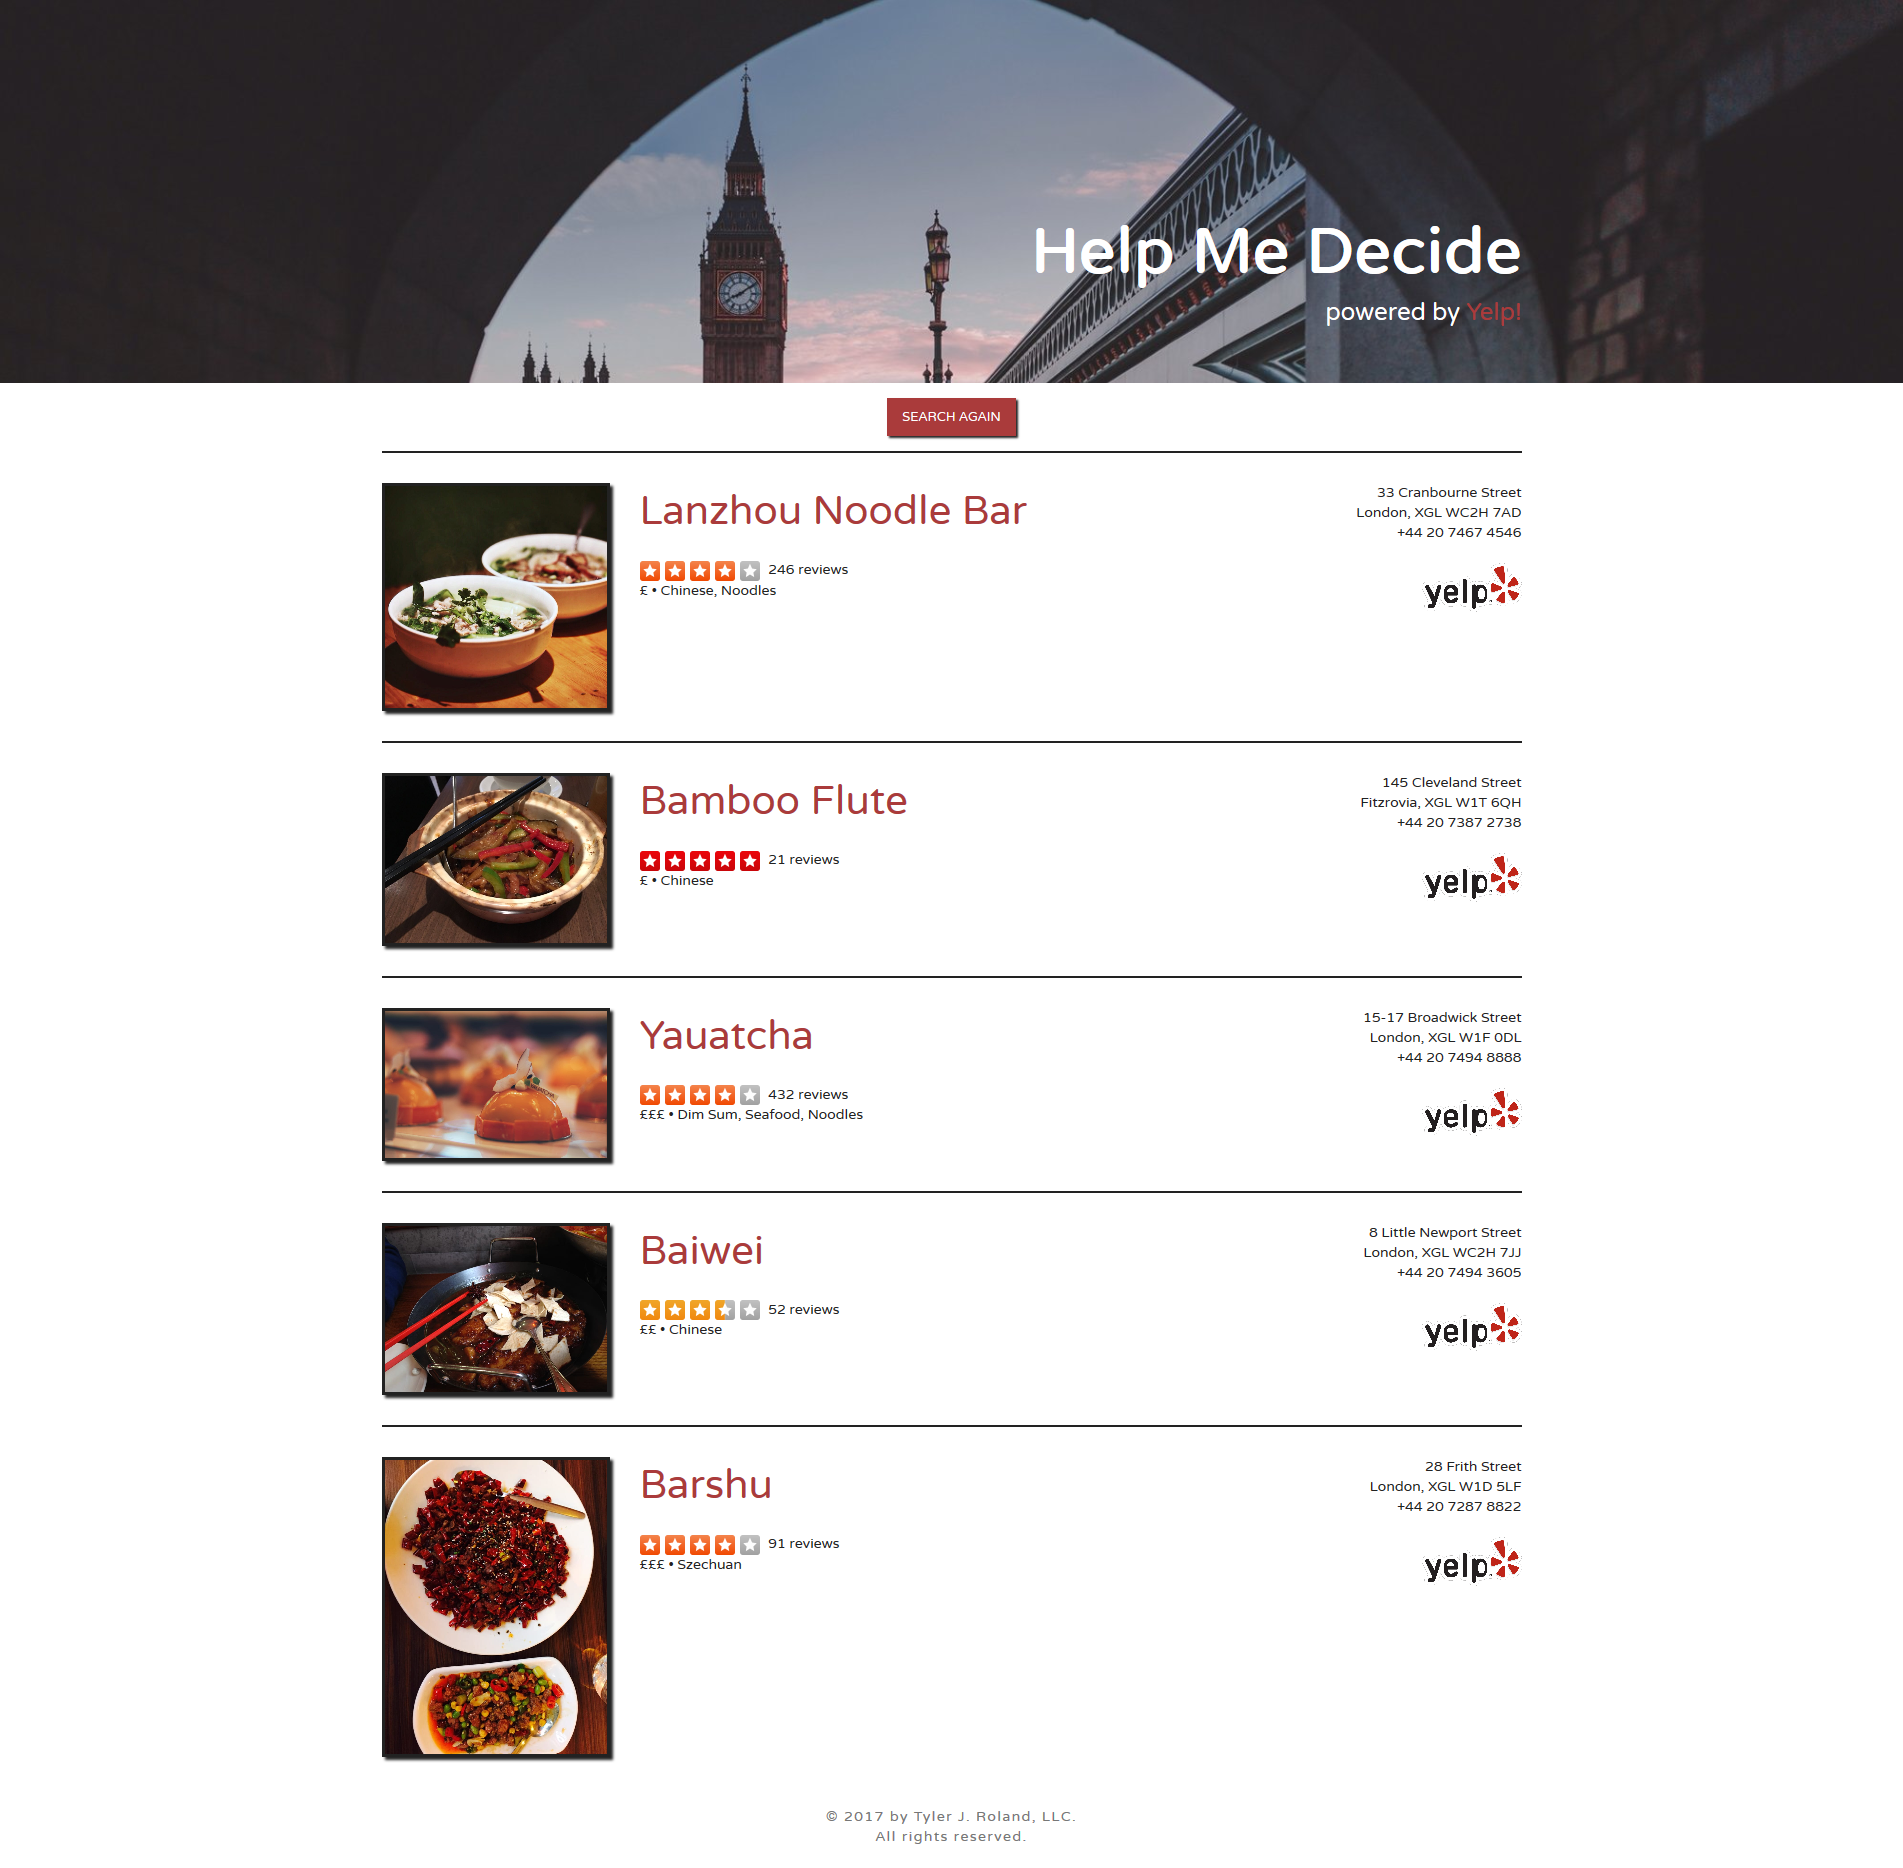 Help Me Decide
powered by Yelp!
SEARCH AGAIN
Lanzhou Noodle Bar
246 reviews
£ • Chinese, Noodles
33 Cranbourne Street
London, XGL WC2H 7AD
+44 20 7467 4546
yelp
Bamboo Flute
21 reviews
£ • Chinese
145 Cleveland Street
Fitzrovia, XGL W1T 6QH
+44 20 7387 2738
yelp
Yauatcha
432 reviews
£££ • Dim Sum, Seafood, Noodles
15-17 Broadwick Street
London, XGL W1F 0DL
+44 20 7494 8888
yelp
Baiwei
52 reviews
££ • Chinese
8 Little Newport Street
London, XGL WC2H 7JJ
+44 20 7494 3605
yelp
Barshu
91 reviews
£££ • Szechuan
28 Frith Street
London, XGL W1D 5LF
+44 20 7287 8822
yelp
© 2017 by Tyler J. Roland, LLC.
All rights reserved.